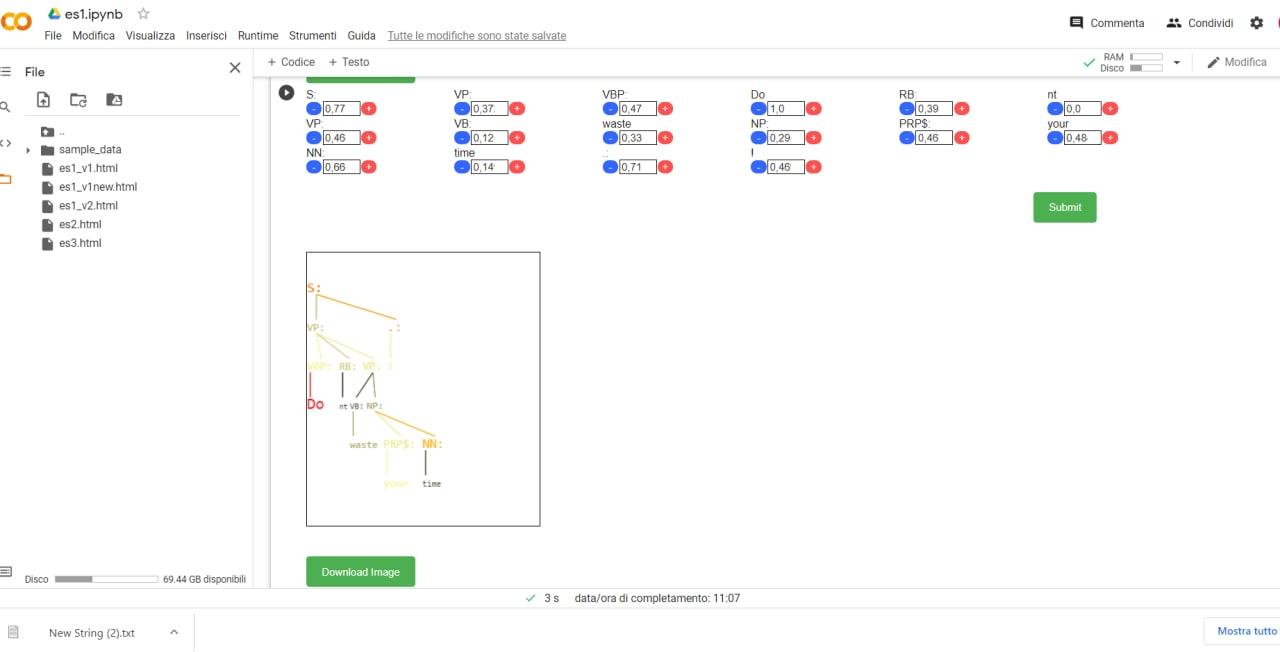 es1.ipynb
File Modifica Visualizza Inserisci Runtime Strumenti Guida Tutte le modifiche sono state salvate
Commenta Condividi
File
+ Codice + Testo
RAM
Disco
Modifica
..
sample_data
es1_v1.html
es1_v1new.html
es1_v2.html
es2.html
es3.html
S: VP: VBP: Do RB: nt
- 0,77 + - 0,37 + - 0,47 + - 1,0 + - 0,39 + - 0,0 +
VP: VB: waste NP: PRP$: your
- 0,46 + - 0,12 + - 0,33 + - 0,29 + - 0,46 + - 0,48 +
NN: time .: !
- 0,66 + - 0,14 + - 0,71 + - 0,46 +
Submit
S:
VP: .:
VBP: RB: VP: !
Do nt VB: NP:
waste PRP$: NN:
your time
Download Image
Disco 69.44 GB disponibili
3 s data/ora di completamento: 11:07
New String (2).txt
Mostra tutto